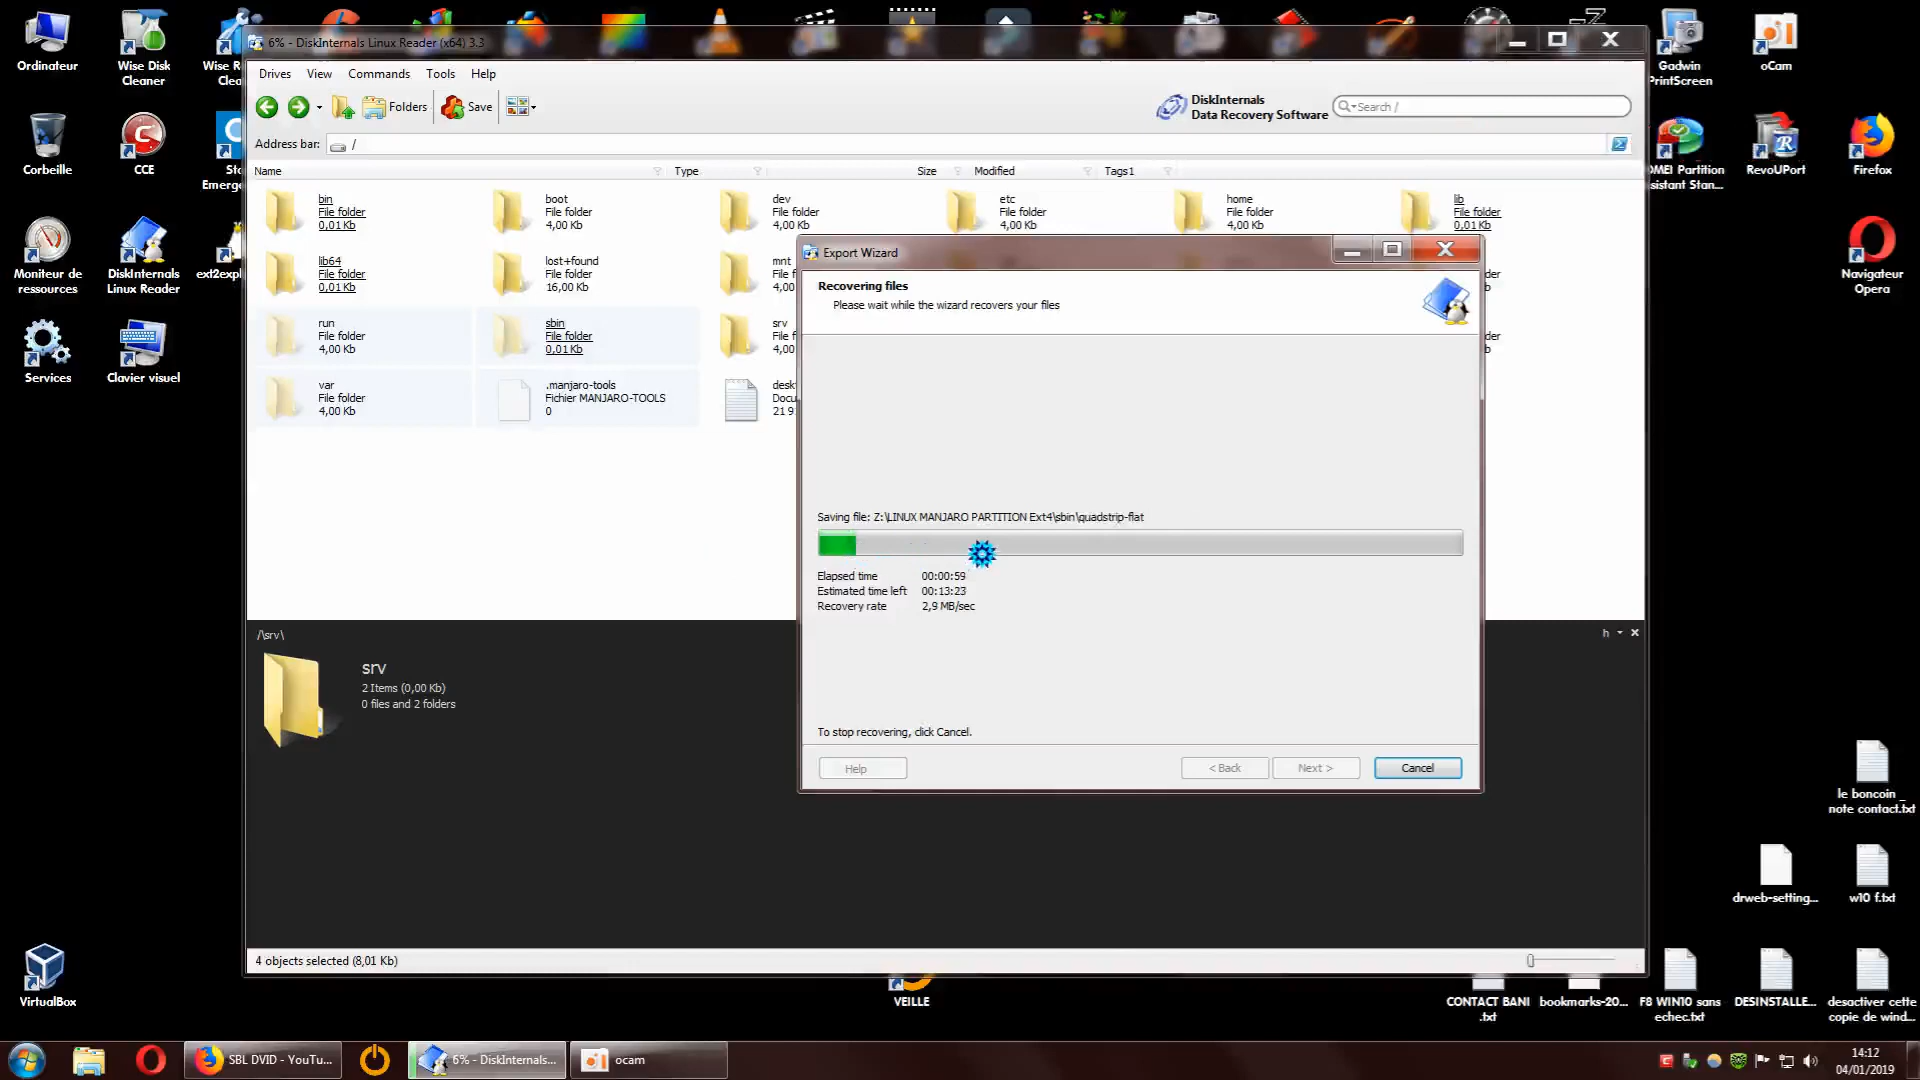 Ordinateur
Wise Disk
Cleaner
Wise R
Clea
6% - DiskInternals Linux Reader (x64) 3.3
Gadwin
PrintScreen
oCam
Drives
View
Commands
Tools
Help
Folders
Save
DiskInternals
Data Recovery Software
Search /
Address bar:
/
Corbeille
CCE
Emerge
OMEI Partition
sistant Stan...
RevoUPort
Firefox
Name
Type
Size
Modified
Tags1
bin
File folder
0,01 Kb
boot
File folder
4,00 Kb
dev
File folder
4,00 Kb
etc
File folder
4,00 Kb
home
File folder
4,00 Kb
lib
File folder
0,01 Kb
Moniteur de
ressources
DiskInternals
Linux Reader
ext2expl
Navigateur
Opera
lib64
File folder
0,01 Kb
lost+found
File folder
16,00 Kb
mnt
File f
4,00
run
File folder
4,00 Kb
sbin
File folder
0,01 Kb
srv
File f
4,00
Services
Clavier visuel
var
File folder
4,00 Kb
.manjaro-tools
Fichier MANJARO-TOOLS
0
desk
Docu
21 9
Export Wizard
Recovering files
Please wait while the wizard recovers your files
Saving file: Z:\LINUX MANJARO PARTITION Ext4\sbin\quadstrip-flat
Elapsed time 00:00:59
Estimated time left 00:13:23
Recovery rate 2,9 MB/sec
To stop recovering, click Cancel.
Help
< Back
Next >
Cancel
/\srv\
h
srv
2 Items (0,00 Kb)
0 files and 2 folders
le boncoin _
note contact.txt
drweb-setting...
w10 f.txt
4 objects selected (8,01 Kb)
VirtualBox
VEILLE
CONTACT BANI
.txt
bookmarks-20...
F8 WIN10 sans
echec.txt
DESINSTALLE...
desactiver cette
copie de wind...
SBL DVID - YouTu...
6% - DiskInternals...
ocam
14:12
04/01/2019